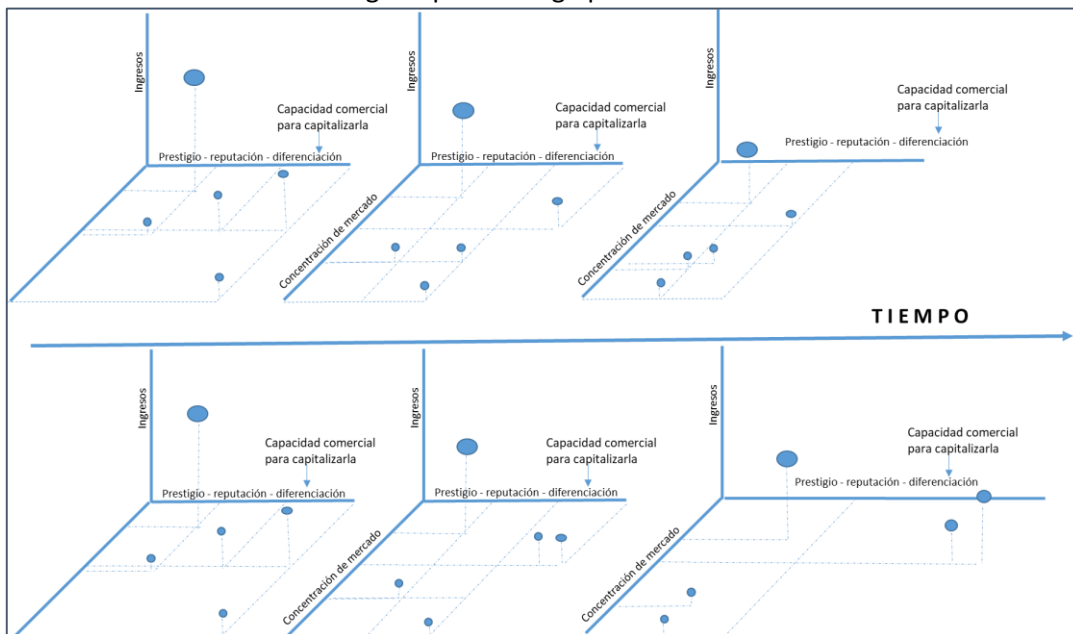 Ingresos
Capacidad comercial
para capitalizarla
Prestigio - reputación - diferenciación
Ingresos
Capacidad comercial
para capitalizarla
Prestigio - reputación - diferenciación
Concentración de mercado
Ingresos
Capacidad comercial
para capitalizarla
Prestigio - reputación - diferenciación
Concentración de mercado
TIEMPO
Ingresos
Capacidad comercial
para capitalizarla
Prestigio - reputación - diferenciación
Ingresos
Capacidad comercial
para capitalizarla
Prestigio - reputación - diferenciación
Concentración de mercado
Ingresos
Capacidad comercial
para capitalizarla
Prestigio - reputación - diferenciación
Concentración de mercado